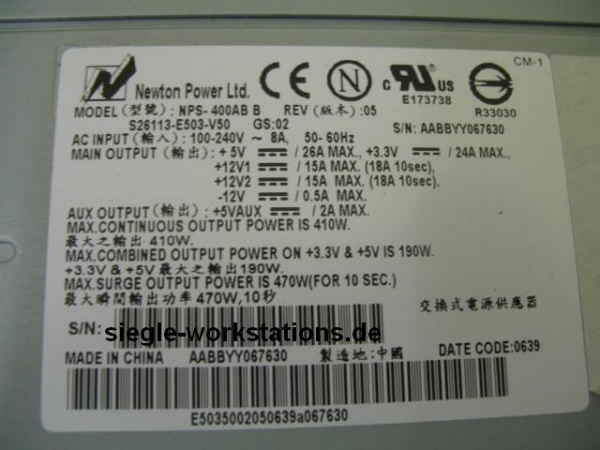 Newton Power Ltd.
CE N c RU US CM-1
E173738
R33030
MODEL (型號): NPS- 400AB B REV (版本) :05
S26113-E503-V50 GS:02
S/N: AABBYY067630
AC INPUT (輸入) : 100-240V ~ 8A, 50- 60Hz
MAIN OUTPUT (輸出) : + 5V / 26A MAX., +3.3V / 24A MAX.,
+12V1 / 15A MAX. (18A 10sec),
+12V2 / 15A MAX. (18A 10sec),
-12V / 0.5A MAX.
AUX OUTPUT (輸出) : +5VAUX / 2A MAX.
MAX.CONTINUOUS OUTPUT POWER IS 410W.
最大之輸出 410W.
MAX.COMBINED OUTPUT POWER ON +3.3V & +5V IS 190W.
+3.3V & +5V 最大之輸出190W.
MAX.SURGE OUTPUT POWER IS 470W(FOR 10 SEC.)
最大瞬間輸出功率 470W,10秒
交換式電源供應器
S/N:
siegle-workstations.de
MADE IN CHINA AABBYY067630 製造地:中國 DATE CODE:0639
E5035002050639a067630